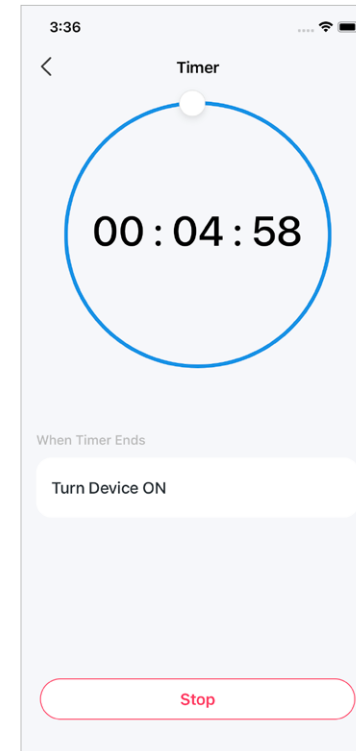 3:36
Timer
00 : 04 : 58
When Timer Ends
Turn Device ON
Stop